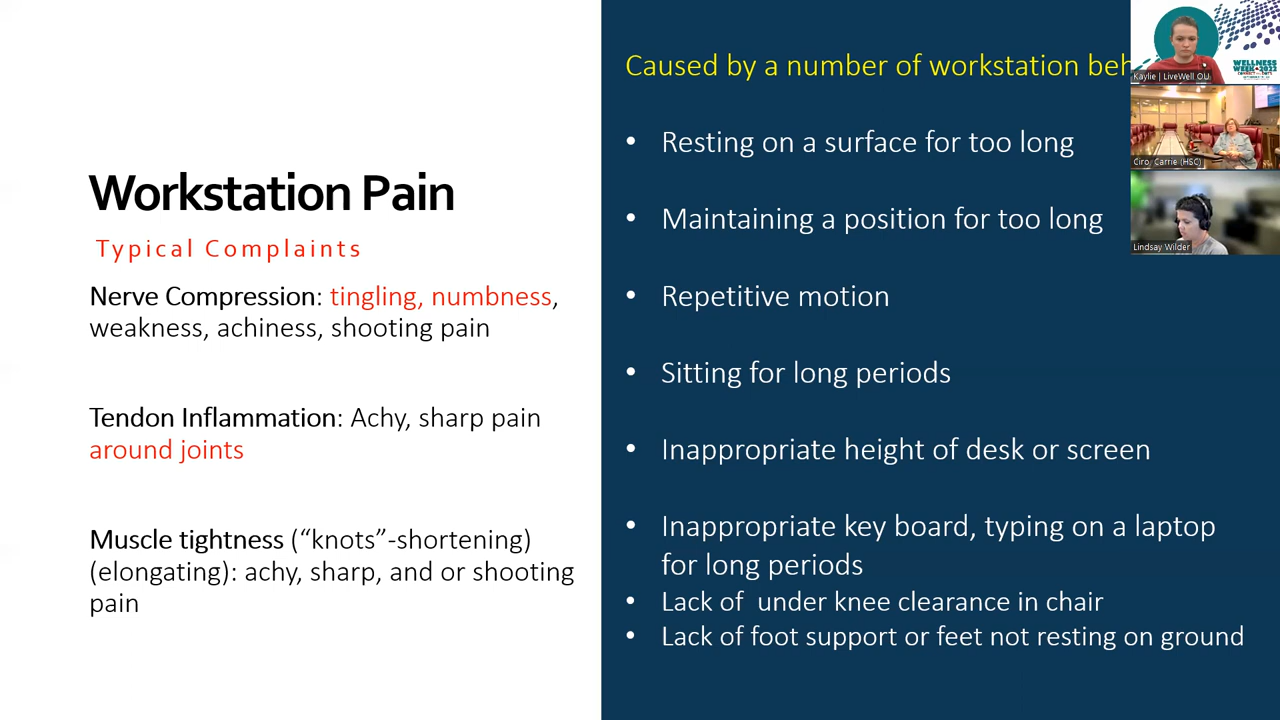 Workstation Pain
Typical Complaints
Nerve Compression: tingling, numbness,
weakness, achiness, shooting pain
Tendon Inflammation: Achy, sharp pain
around joints
Muscle tightness (“knots”-shortening)
(elongating): achy, sharp, and or shooting
pain
Caused by a number of workstation beh
• Resting on a surface for too long
• Maintaining a position for too long
• Repetitive motion
• Sitting for long periods
• Inappropriate height of desk or screen
• Inappropriate key board, typing on a laptop
for long periods
• Lack of  under knee clearance in chair
• Lack of foot support or feet not resting on ground
WELLNESS
WEEK 2022
Kaylie | LiveWell OU
Ciro, Carrie (HSC)
Lindsay Wilder